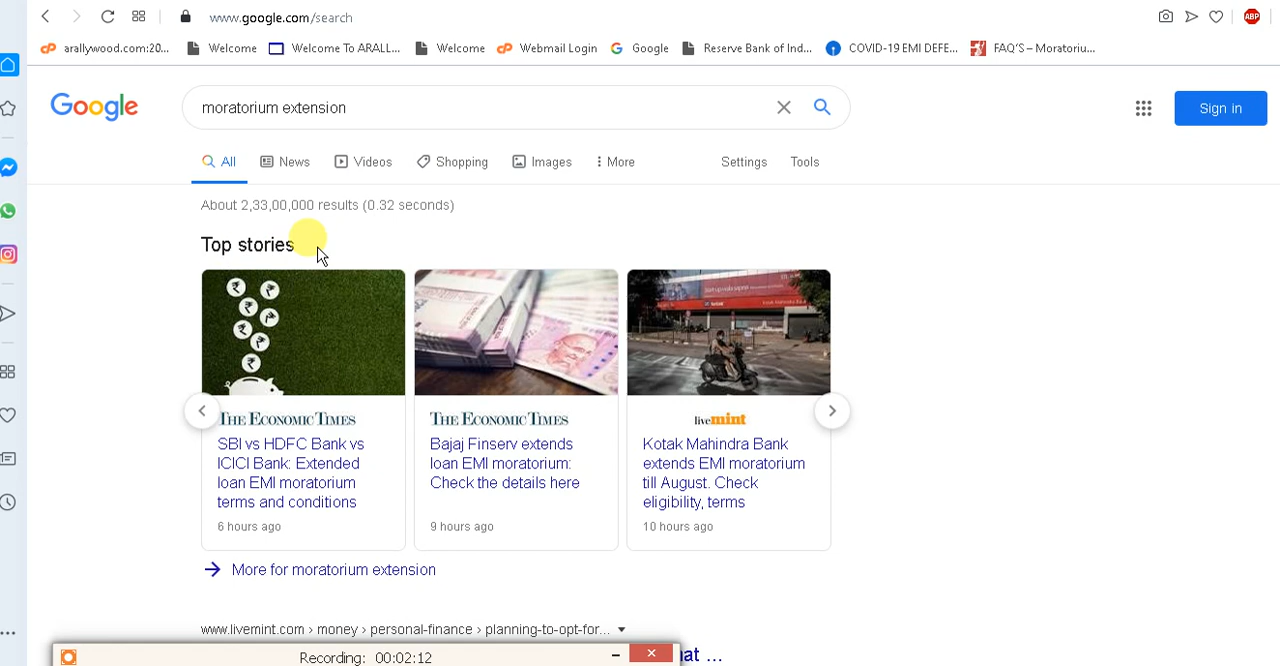 www.google.com/search
ABP
arallywood.com:20...
Welcome
Welcome To ARALL...
Welcome
Webmail Login
Google
Reserve Bank of Ind...
COVID-19 EMI DEFE...
FAQ'S – Moratoriu...
Google
moratorium extension
Sign in
All
News
Videos
Shopping
Images
More
Settings
Tools
About 2,33,00,000 results (0.32 seconds)
Top stories
THE ECONOMIC TIMES
SBI vs HDFC Bank vs
ICICI Bank: Extended
loan EMI moratorium
terms and conditions
6 hours ago
THE ECONOMIC TIMES
Bajaj Finserv extends
loan EMI moratorium:
Check the details here
9 hours ago
livemint
Kotak Mahindra Bank
extends EMI moratorium
till August. Check
eligibility, terms
10 hours ago
More for moratorium extension
www.livemint.com › money › personal-finance › planning-to-opt-for...
Recording: 00:02:12